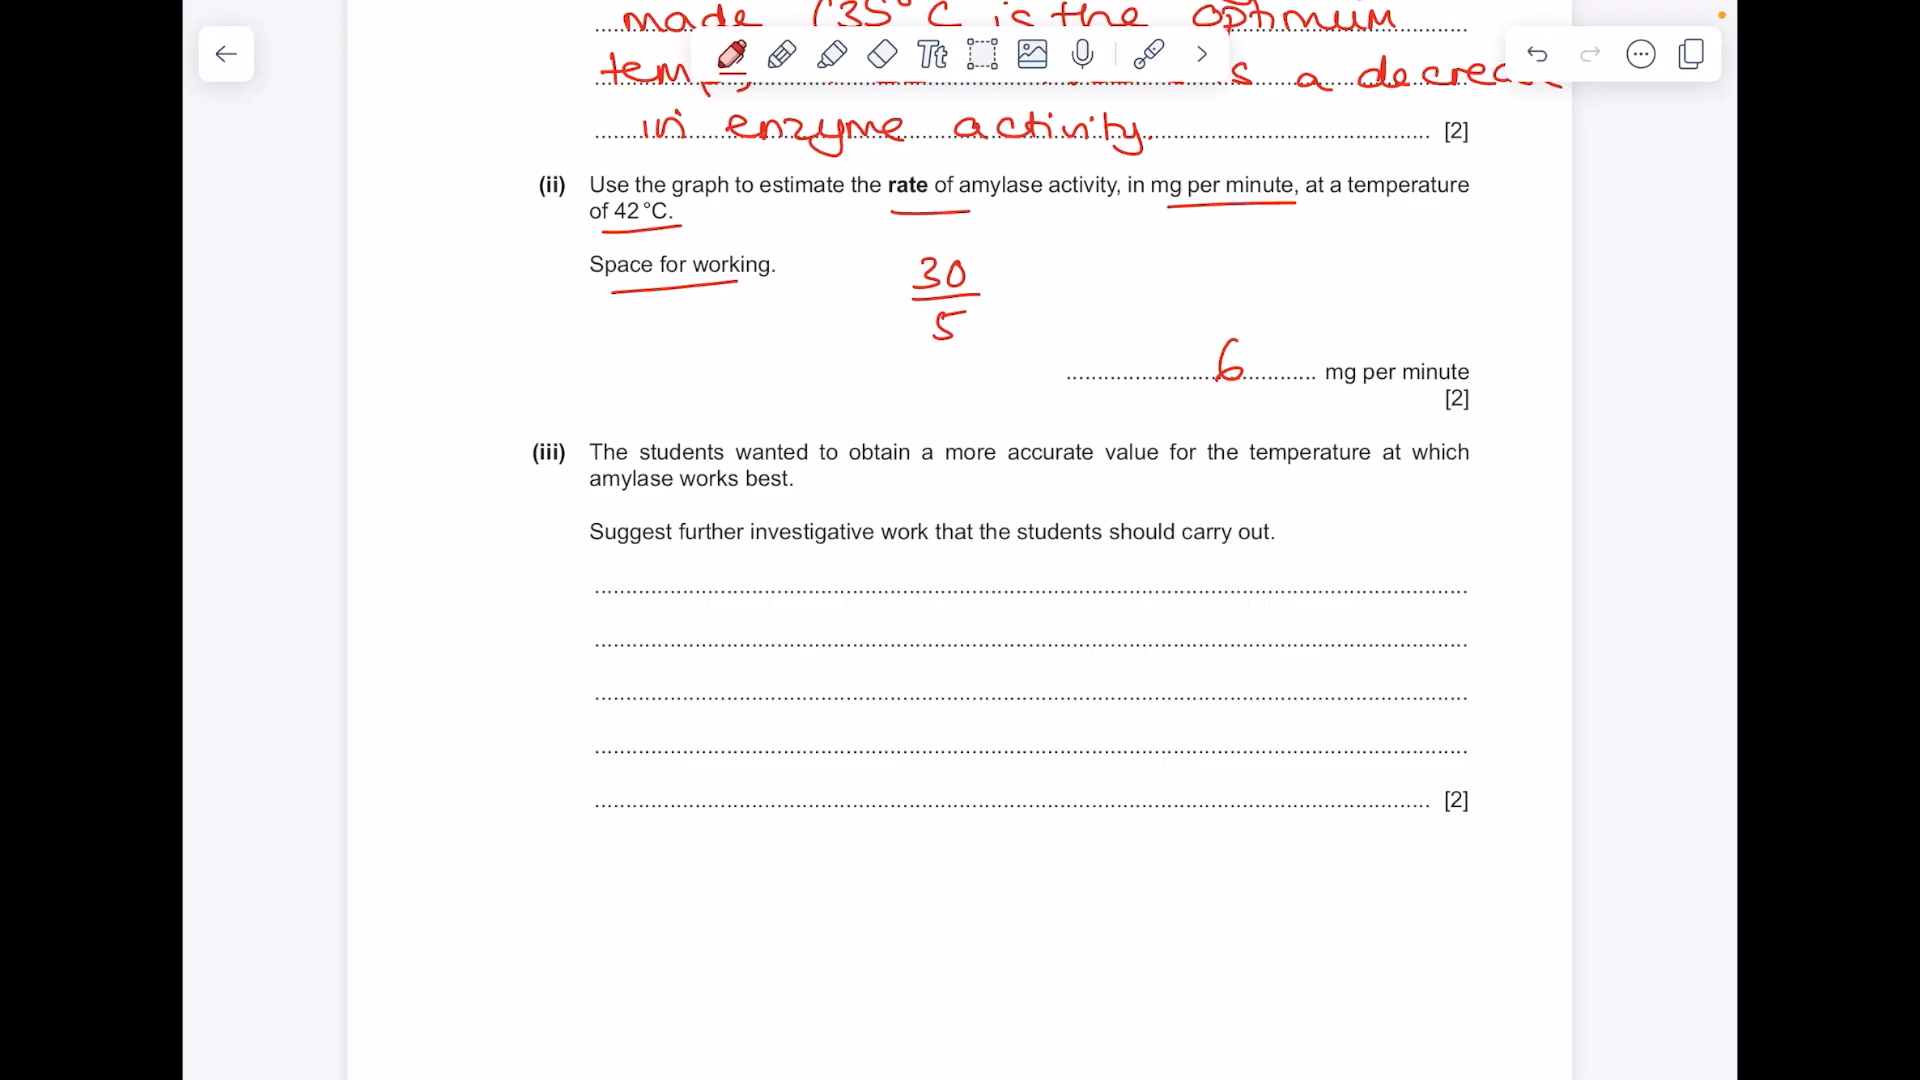 made (35°C is the optimum
Tt
tem s a decrea
in enzyme activity. [2]
(ii) Use the graph to estimate the rate of amylase activity, in mg per minute, at a temperature
of 42 °C.
Space for working.
30
5
6 mg per minute
[2]
(iii) The students wanted to obtain a more accurate value for the temperature at which
amylase works best.
Suggest further investigative work that the students should carry out.
[2]